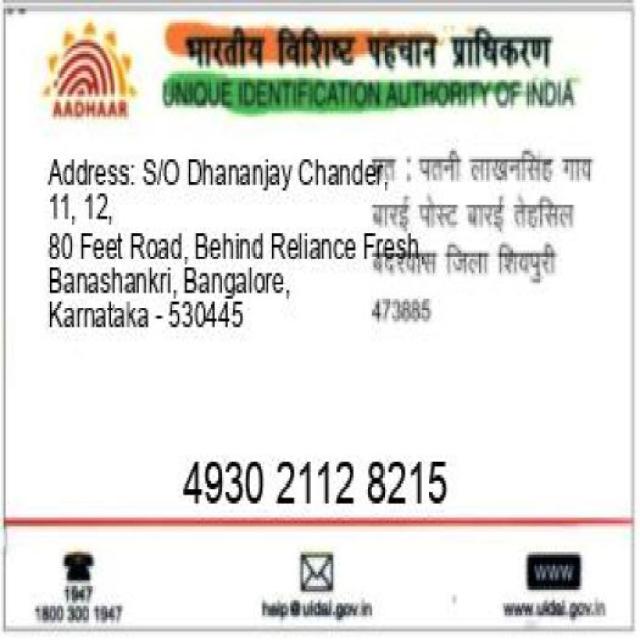 भारतीय विशिष्ट पहचान प्राधिकरण
AADHAAR
UNIQUE IDENTIFICATION AUTHORITY OF INDIA
Address: S/O Dhananjay Chander,
11, 12,
80 Feet Road, Behind Reliance Fresh
Banashankri, Bangalore,
Karnataka - 530445
: पतनी लाखनसिंह गाव
बारई पोस्ट बारई तेहसिल
बदरवास जिला शिवपुरी
473885
4930 2112 8215
1947
1800 300 1947
help@uidai.gov.in
WWW
www.uidai.gov.in